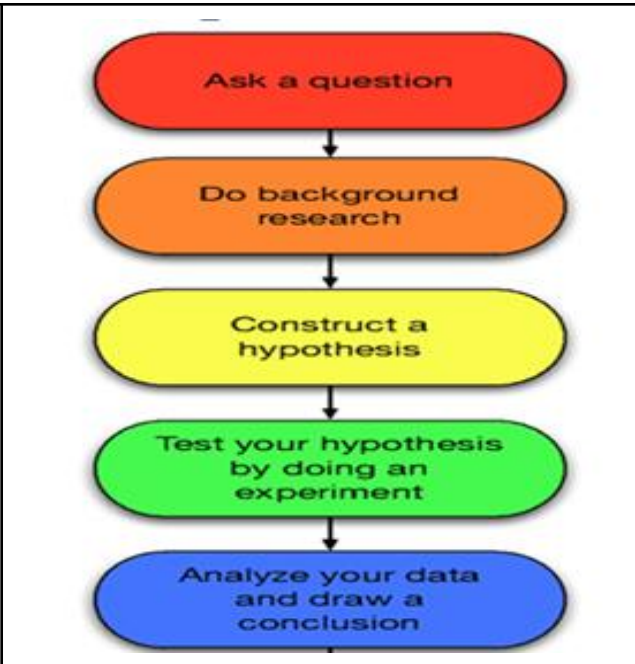 Ask a question
Do background
research
Construct a
hypothesis
Test your hypothesis
by doing an
experiment
Analyze your data
and draw a
conclusion